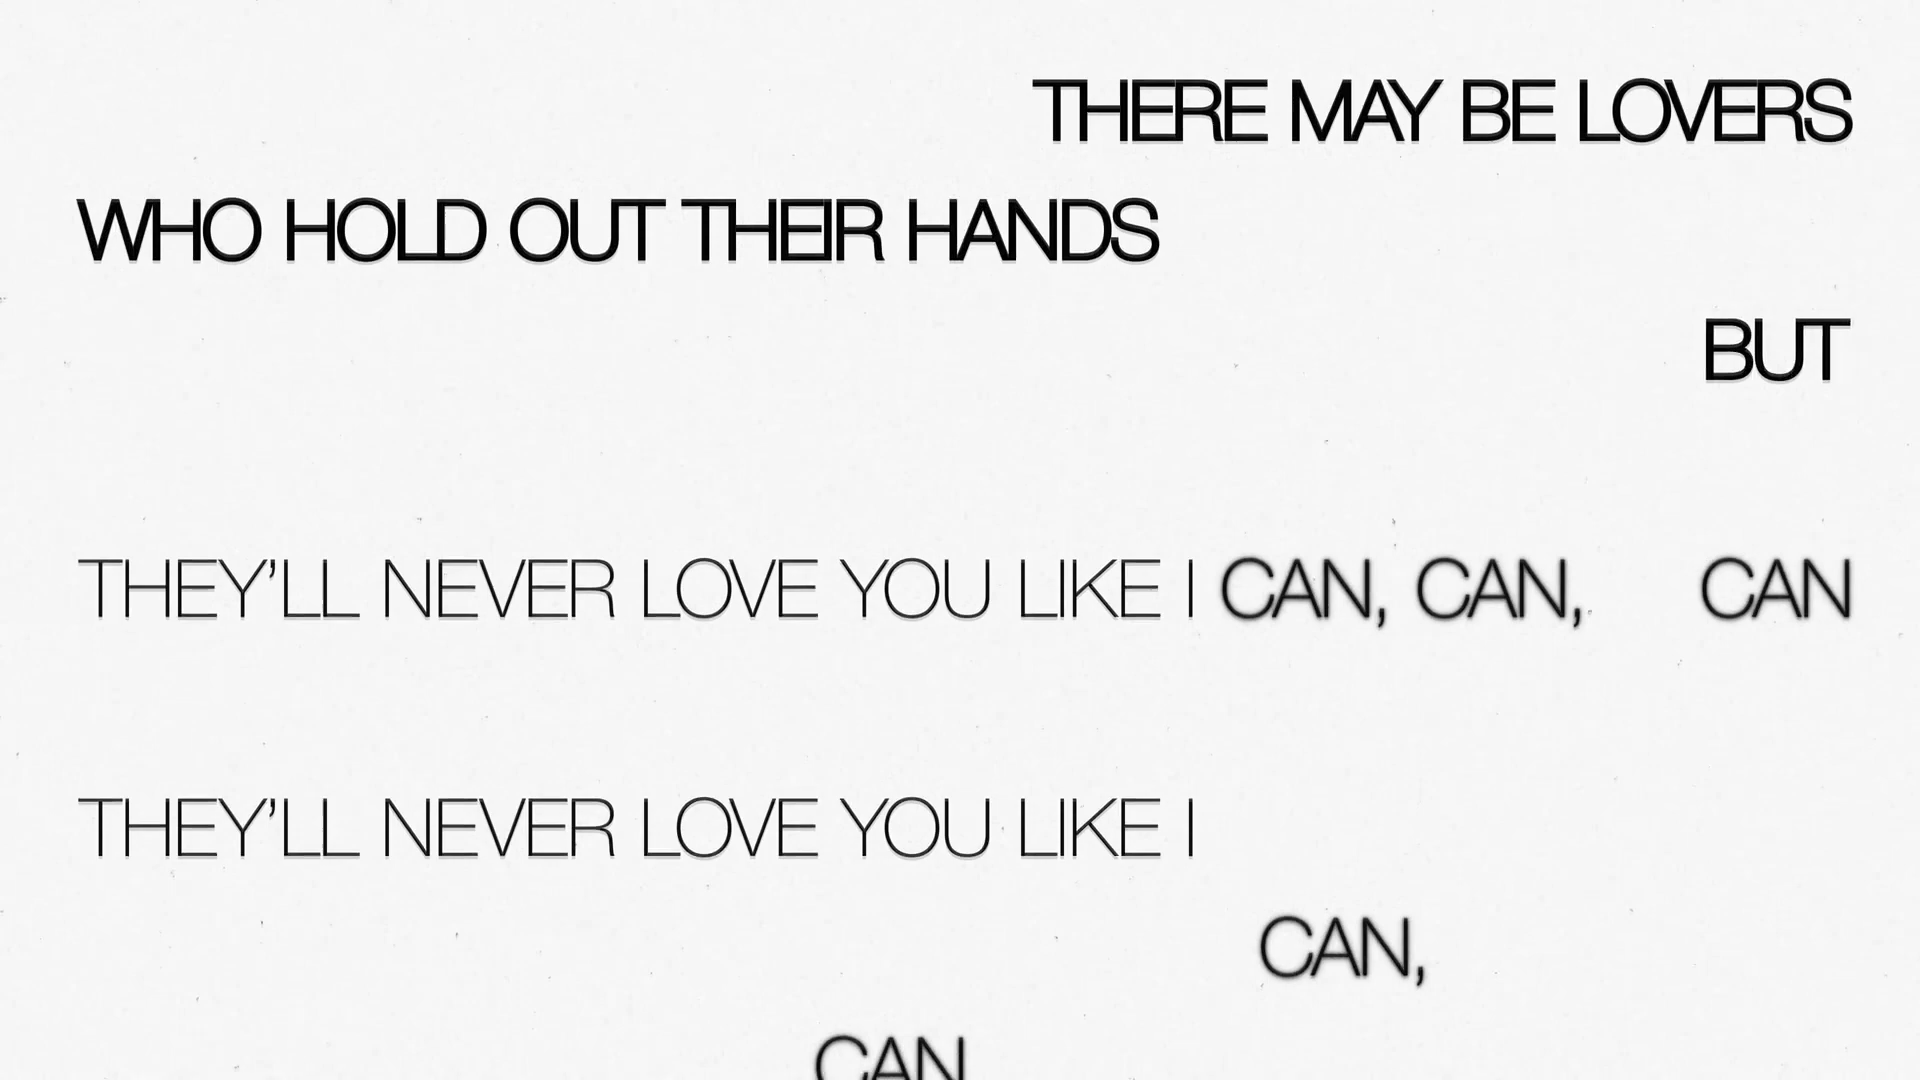 THERE MAY BE LOVERS
WHO HOLD OUT THEIR HANDS
BUT
THEY’LL NEVER LOVE YOU LIKE I CAN, CAN, CAN
THEY’LL NEVER LOVE YOU LIKE I
CAN,
CAN